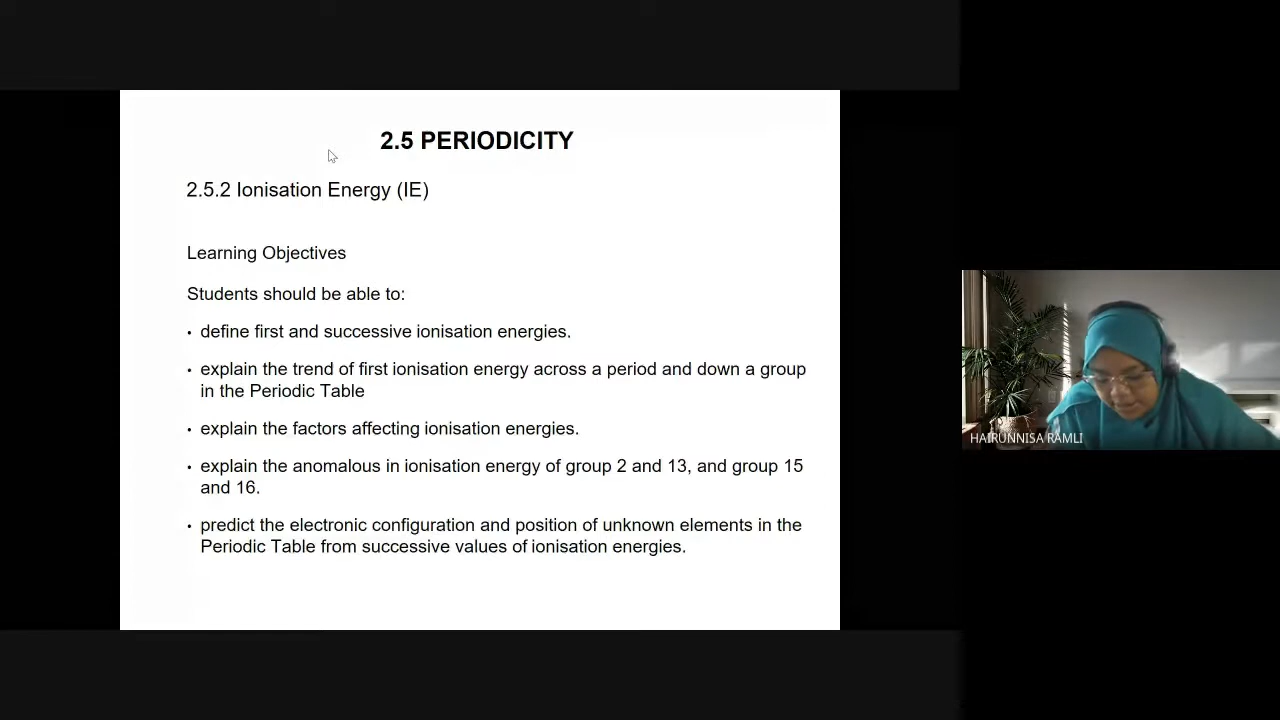 2.5 PERIODICITY
2.5.2 Ionisation Energy (IE)
Learning Objectives
Students should be able to:
• define first and successive ionisation energies.
• explain the trend of first ionisation energy across a period and down a group
in the Periodic Table
• explain the factors affecting ionisation energies.
• explain the anomalous in ionisation energy of group 2 and 13, and group 15
and 16.
• predict the electronic configuration and position of unknown elements in the
Periodic Table from successive values of ionisation energies.
HAIRUNNISA RAMLI